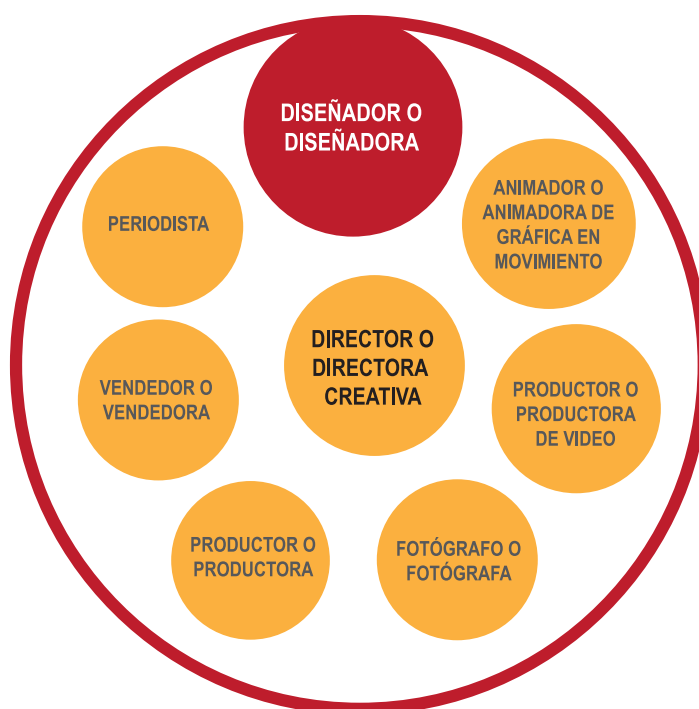 DISEÑADOR O
DISEÑADORA
PERIODISTA
ANIMADOR O
ANIMADORA DE
GRÁFICA EN
MOVIMIENTO
DIRECTOR O
DIRECTORA
CREATIVA
VENDEDOR O
VENDEDORA
PRODUCTOR O
PRODUCTORA
DE VIDEO
PRODUCTOR O
PRODUCTORA
FOTÓGRAFO O
FOTÓGRAFA